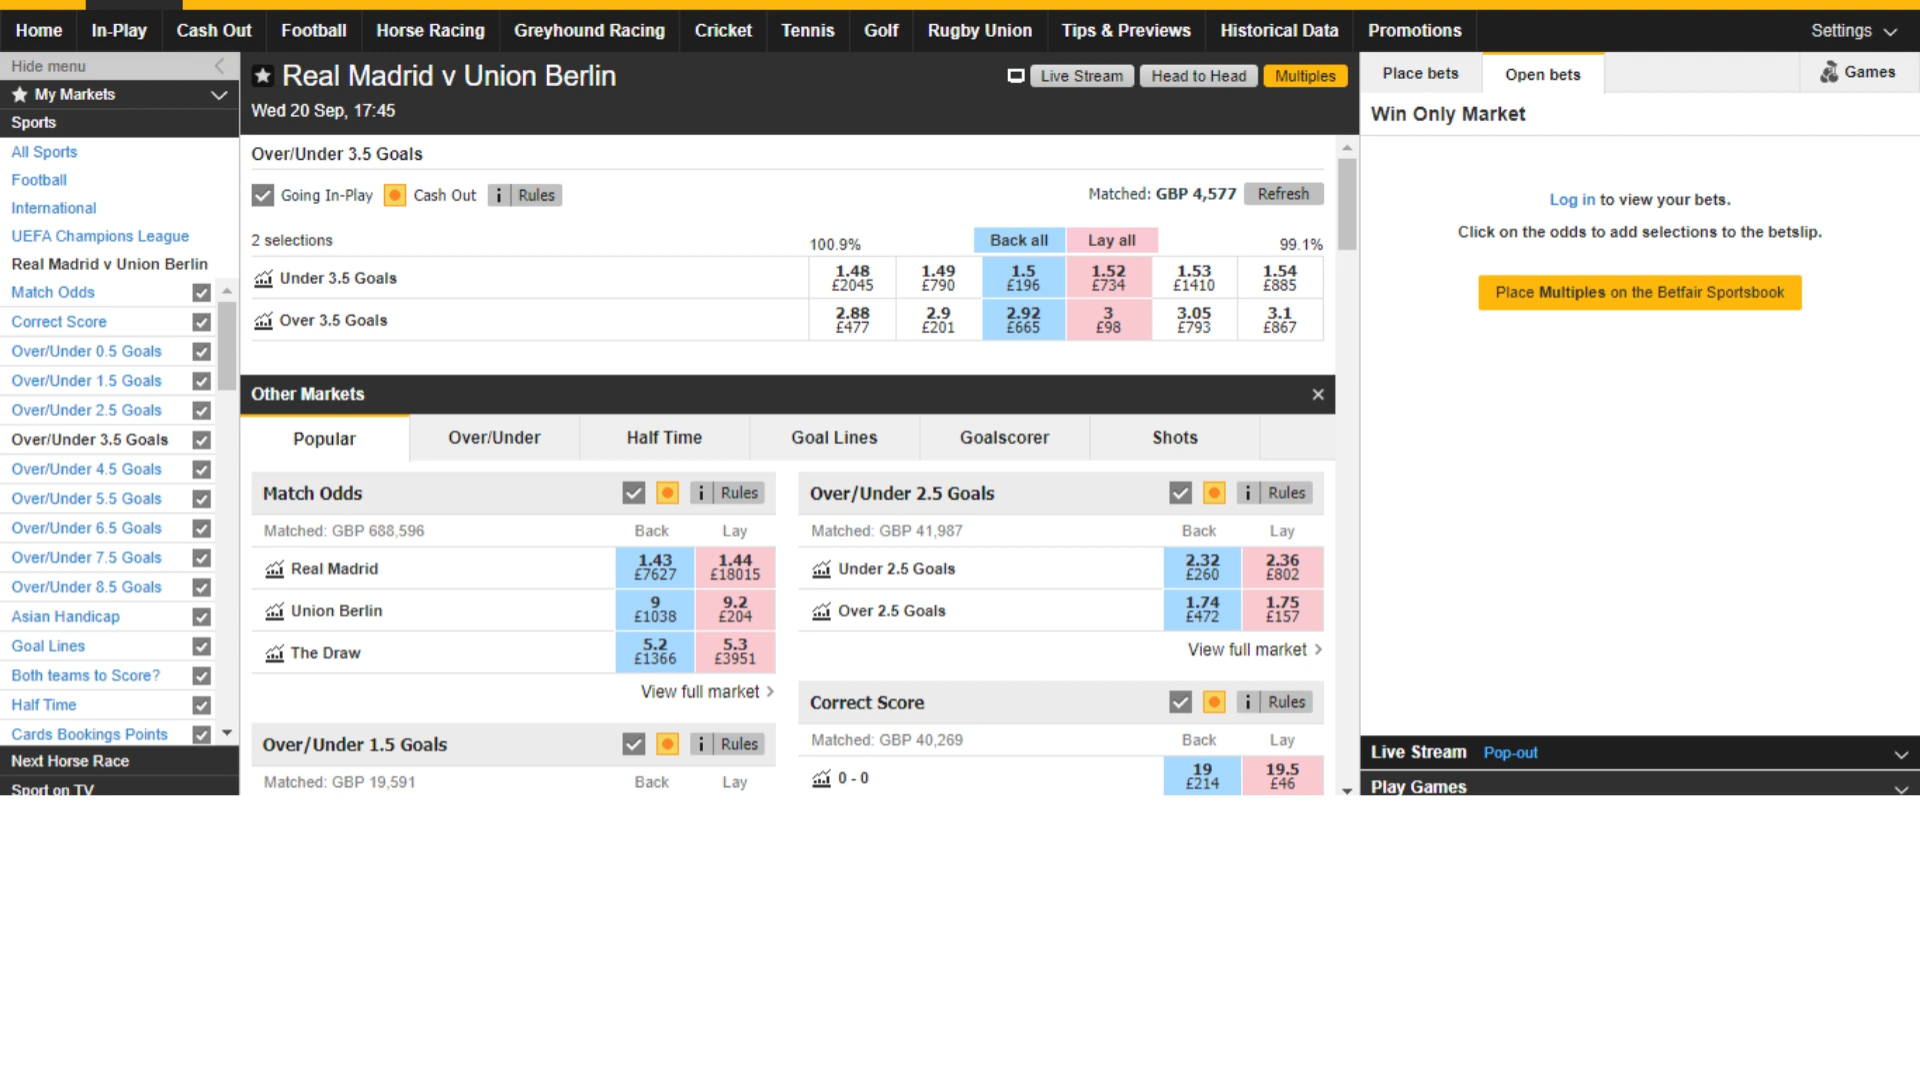 Home In-Play Cash Out Football Horse Racing Greyhound Racing Cricket Tennis Golf Rugby Union Tips & Previews Historical Data Promotions Settings
Hide menu
My Markets
Sports
All Sports
Football
International
UEFA Champions League
Real Madrid v Union Berlin
Match Odds
Correct Score
Over/Under 0.5 Goals
Over/Under 1.5 Goals
Over/Under 2.5 Goals
Over/Under 3.5 Goals
Over/Under 4.5 Goals
Over/Under 5.5 Goals
Over/Under 6.5 Goals
Over/Under 7.5 Goals
Over/Under 8.5 Goals
Asian Handicap
Goal Lines
Both teams to Score?
Half Time
Cards Bookings Points
Next Horse Race
Sport on TV
Real Madrid v Union Berlin Live Stream Head to Head Multiples
Wed 20 Sep, 17:45
Over/Under 3.5 Goals
Going In-Play Cash Out i Rules Matched: GBP 4,577 Refresh
2 selections 100.9% Back all Lay all 99.1%
Under 3.5 Goals 1.48 1.49 1.5 1.52 1.53 1.54
£2045 £790 £196 £734 £1410 £885
Over 3.5 Goals 2.88 2.9 2.92 3 3.05 3.1
£477 £201 £665 £98 £793 £867
Other Markets
Popular Over/Under Half Time Goal Lines Goalscorer Shots
Match Odds i Rules
Matched: GBP 688,596 Back Lay
Real Madrid 1.43 1.44
£7627 £18015
Union Berlin 9 9.2
£1038 £204
The Draw 5.2 5.3
£1366 £3951
View full market
Over/Under 1.5 Goals i Rules
Matched: GBP 19,591 Back Lay
Over/Under 2.5 Goals i Rules
Matched: GBP 41,987 Back Lay
Under 2.5 Goals 2.32 2.36
£260 £802
Over 2.5 Goals 1.74 1.75
£472 £157
View full market
Correct Score i Rules
Matched: GBP 40,269 Back Lay
0 - 0 19 19.5
£214 £46
Place bets Open bets Games
Win Only Market
Log in to view your bets.
Click on the odds to add selections to the betslip.
Place Multiples on the Betfair Sportsbook
Live Stream Pop-out
Play Games